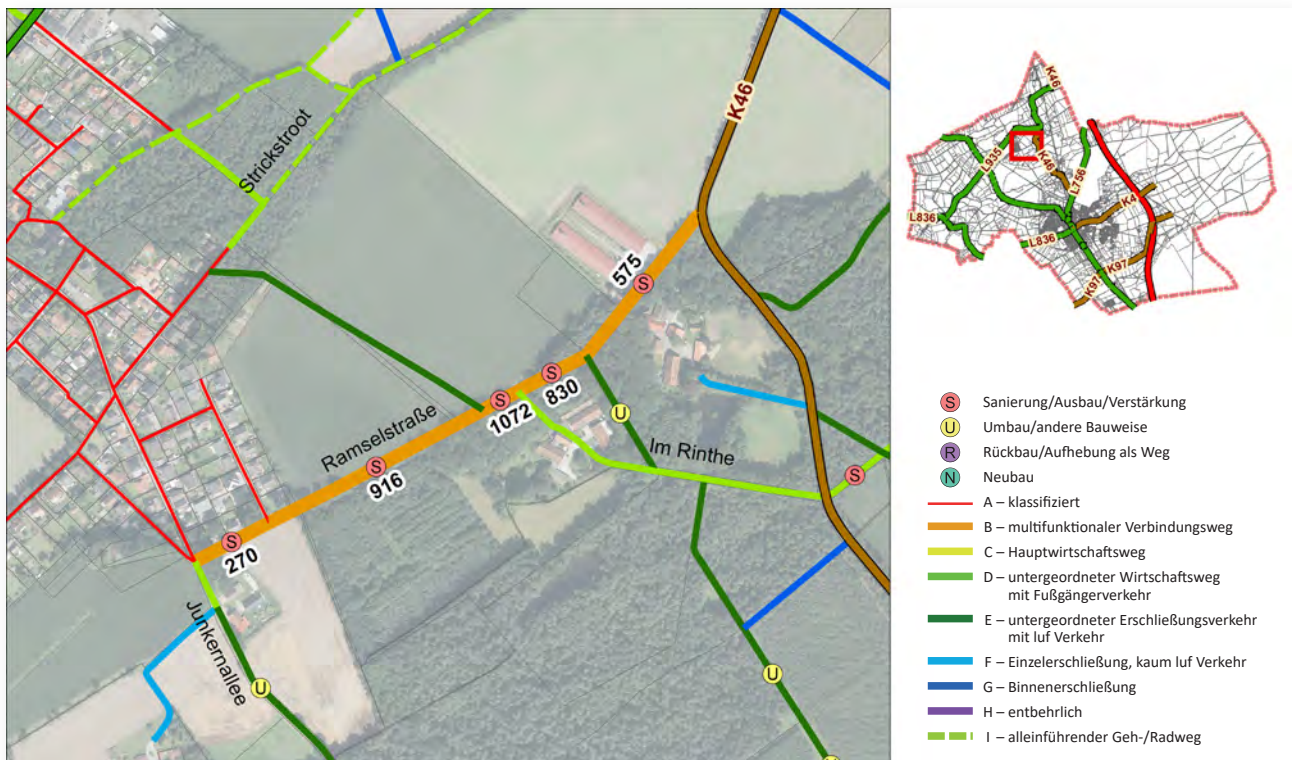 K46
Strickstroot
575
S
830
S
1072
S
Ramselstraße
916
S
270
S
U
Im Rinthe
S
Junkernallee
U
U
K46
L935
K46
L756
L836
K4
L836
K97
K97
S Sanierung/Ausbau/Verstärkung
U Umbau/andere Bauweise
R Rückbau/Aufhebung als Weg
N Neubau
A – klassifiziert
B – multifunktionaler Verbindungsweg
C – Hauptwirtschaftsweg
D – untergeordneter Wirtschaftsweg
mit Fußgängerverkehr
E – untergeordneter Erschließungsverkehr
mit luf Verkehr
F – Einzelerschließung, kaum luf Verkehr
G – Binnenerschließung
H – entbehrlich
I – alleinführender Geh-/Radweg